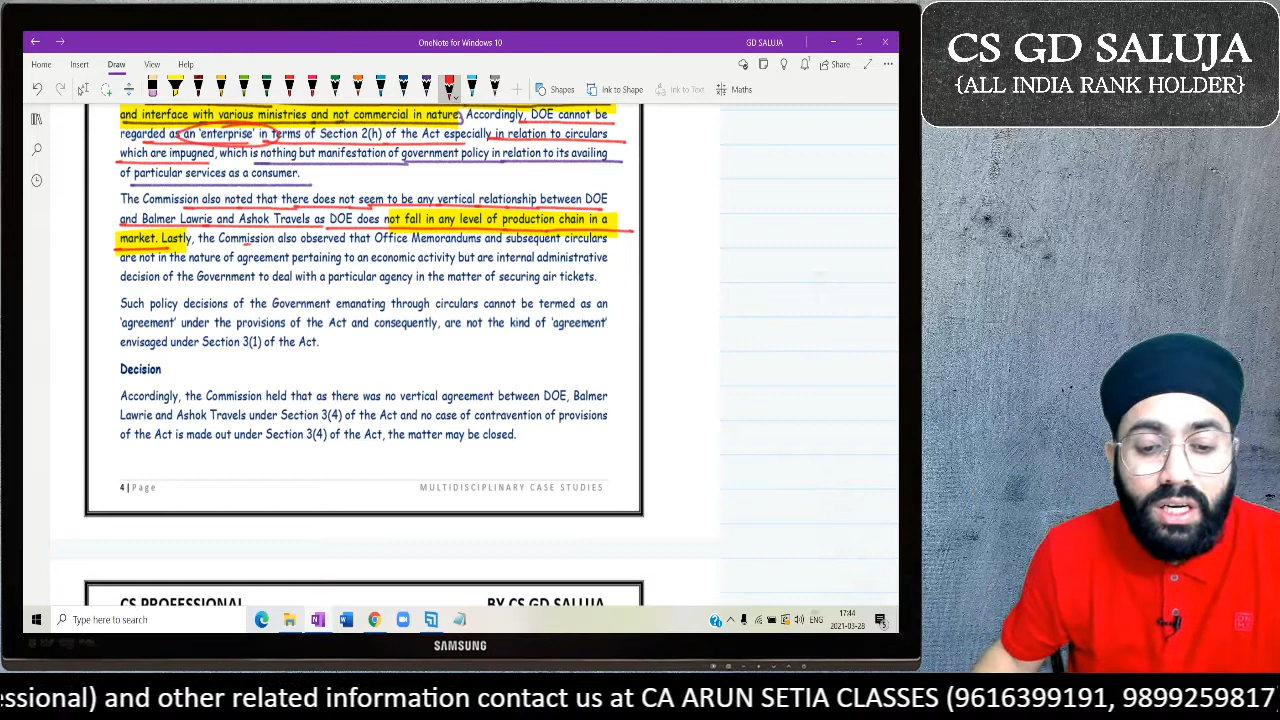 OneNote for Windows 10
GD SALUJA
Home Insert Draw View Help
Share
Shapes Ink to Shape Ink to Text Maths
and interface with various ministries and not commercial in nature. Accordingly, DOE cannot be
regarded as an 'enterprise' in terms of Section 2(h) of the Act especially in relation to circulars
which are impugned, which is nothing but manifestation of government policy in relation to its availing
of particular services as a consumer.
The Commission also noted that there does not seem to be any vertical relationship between DOE
and Balmer Lawrie and Ashok Travels as DOE does not fall in any level of production chain in a
market. Lastly, the Commission also observed that Office Memorandums and subsequent circulars
are not in the nature of agreement pertaining to an economic activity but are internal administrative
decision of the Government to deal with a particular agency in the matter of securing air tickets.
Such policy decisions of the Government emanating through circulars cannot be termed as an
'agreement' under the provisions of the Act and consequently, are not the kind of 'agreement'
envisaged under Section 3(1) of the Act.
Decision
Accordingly, the Commission held that as there was no vertical agreement between DOE, Balmer
Lawrie and Ashok Travels under Section 3(4) of the Act and no case of contravention of provisions
of the Act is made out under Section 3(4) of the Act, the matter may be closed.
4 | Page
MULTIDISCIPLINARY CASE STUDIES
CS PROFESSIONAL
BY CS GD SALUJA
Type here to search
ENG
17:44
2021-03-28
SAMSUNG
CS GD SALUJA
{ALL INDIA RANK HOLDER}
essional) and other related information contact us at CA ARUN SETIA CLASSES (9616399191, 9899259817